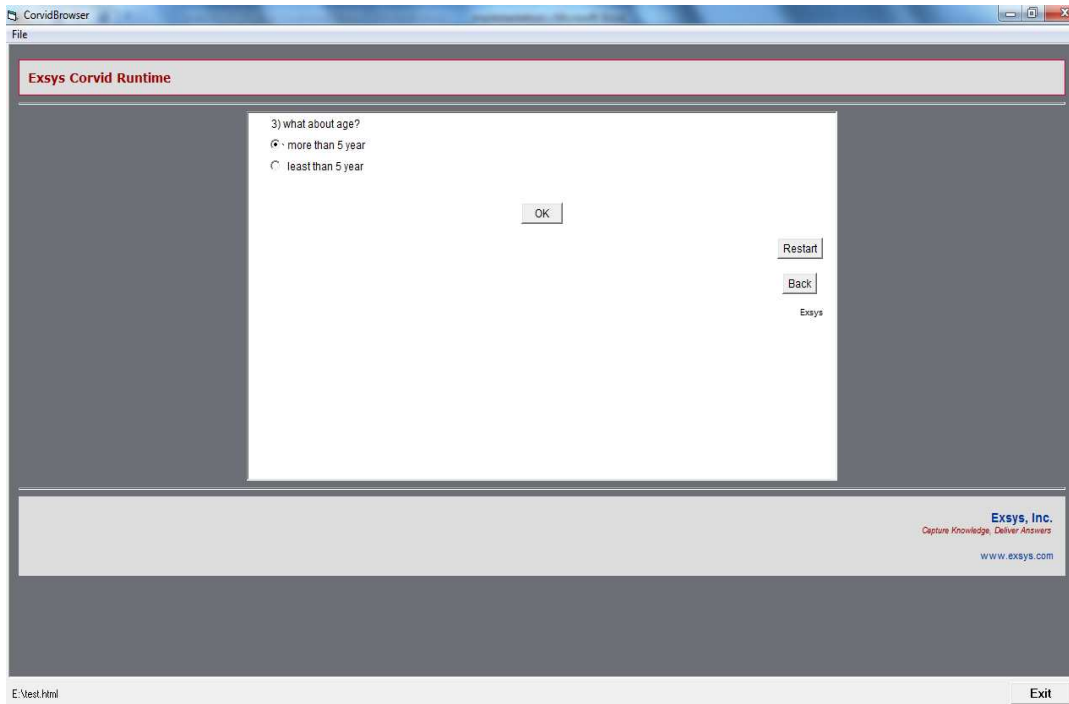 CorvidBrowser
File
Exsys Corvid Runtime
3) what about age?
more than 5 year
least than 5 year
OK
Restart
Back
Exsys
Exsys, Inc.
Capture Knowledge, Deliver Answers
www.exsys.com
E:\test.html
Exit